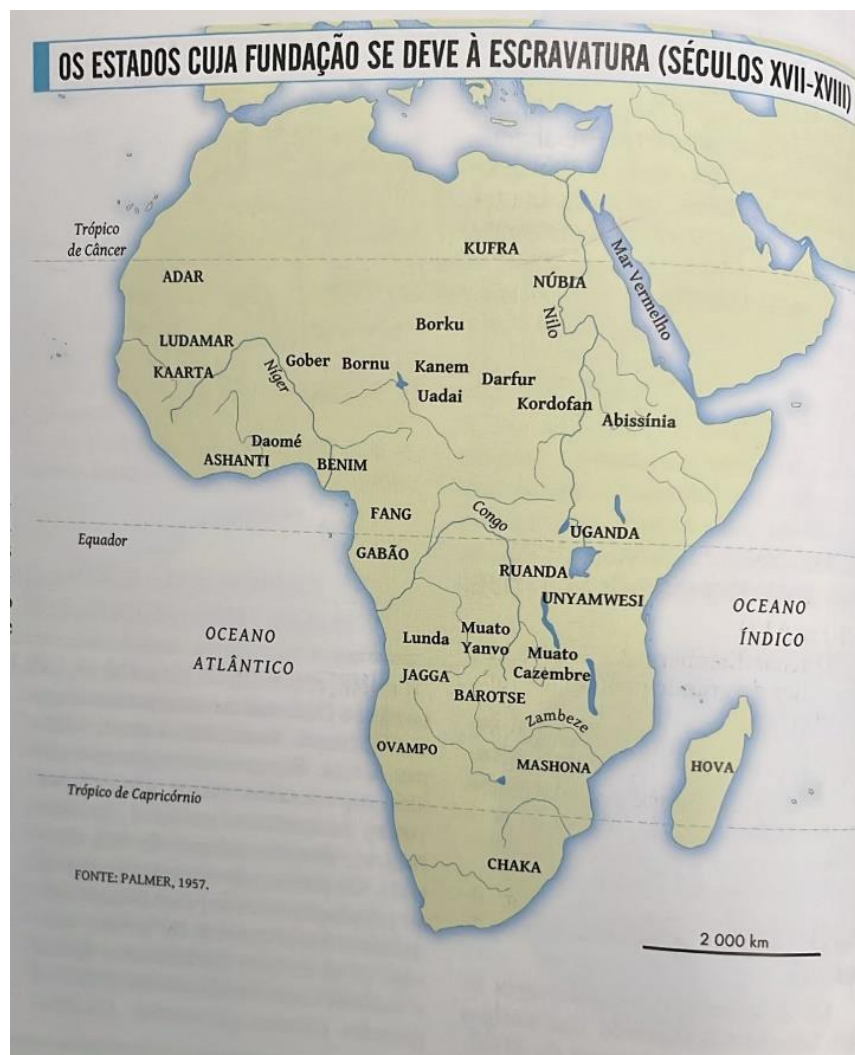 OS ESTADOS CUJA FUNDAÇÃO SE DEVE À ESCRAVATURA (SÉCULOS XVII-XVIII)
Trópico
de Câncer
KUFRA
Mar Vermelho
ADAR
NÚBIA
Nilo
Borku
LUDAMAR
KAARTA
Níger
Gober
Bornu
Kanem
Uadai
Darfur
Kordofan
Abissínia
Daomé
ASHANTI
BENIM
FANG
Congo
UGANDA
Equador
GABÃO
RUANDA
UNYAMWESI
OCEANO
ÍNDICO
OCEANO
ATLÂNTICO
Lunda
Muato
Yanvo
Muato
Cazembre
JAGGA
BAROTSE
Zambeze
OVAMPO
MASHONA
HOVA
Trópico de Capricórnio
CHAKA
FONTE: PALMER, 1957.
2 000 km